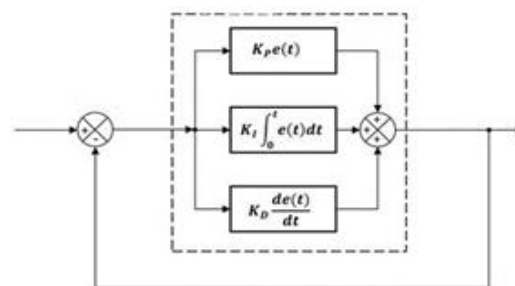 K_P e(t)
+
-
K_I ∫_0^t e(t)dt
+
+
+
K_D de(t)/dt